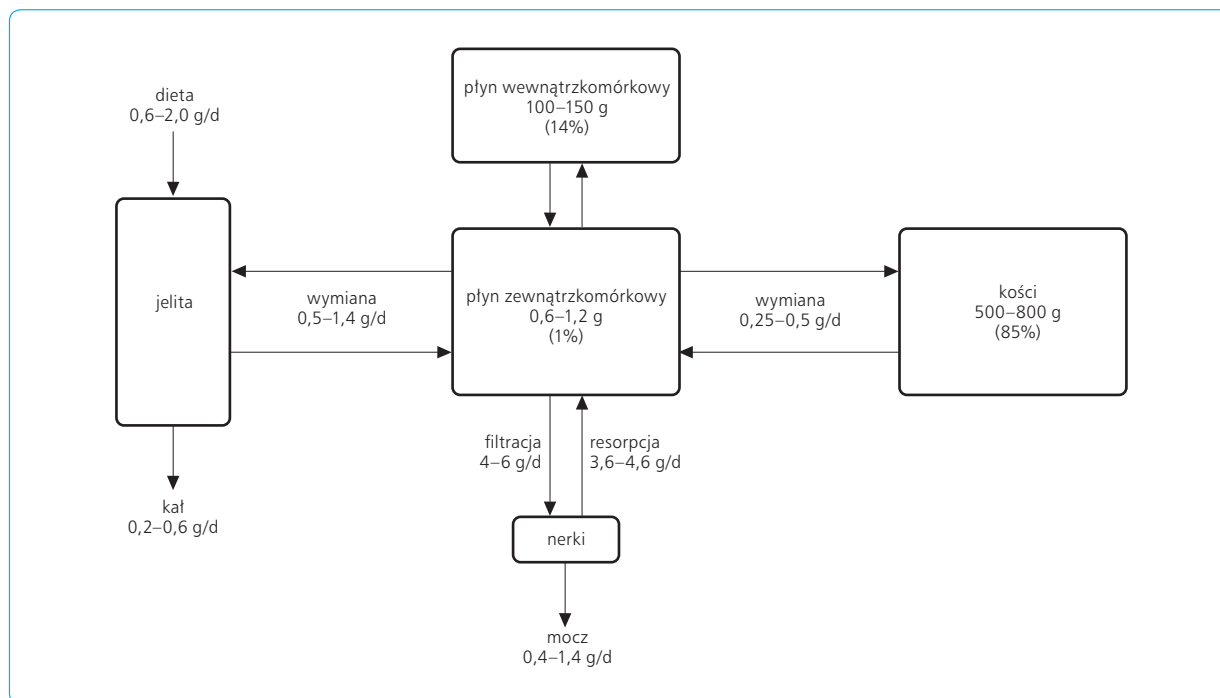 płyn wewnątrzkomórkowy
100–150 g
(14%)
dieta
0,6–2,0 g/d
jelita
wymiana
0,5–1,4 g/d
płyn zewnątrzkomórkowy
0,6–1,2 g
(1%)
wymiana
0,25–0,5 g/d
kości
500–800 g
(85%)
filtracja
4–6 g/d
resorpcja
3,6–4,6 g/d
kał
0,2–0,6 g/d
nerki
mocz
0,4–1,4 g/d